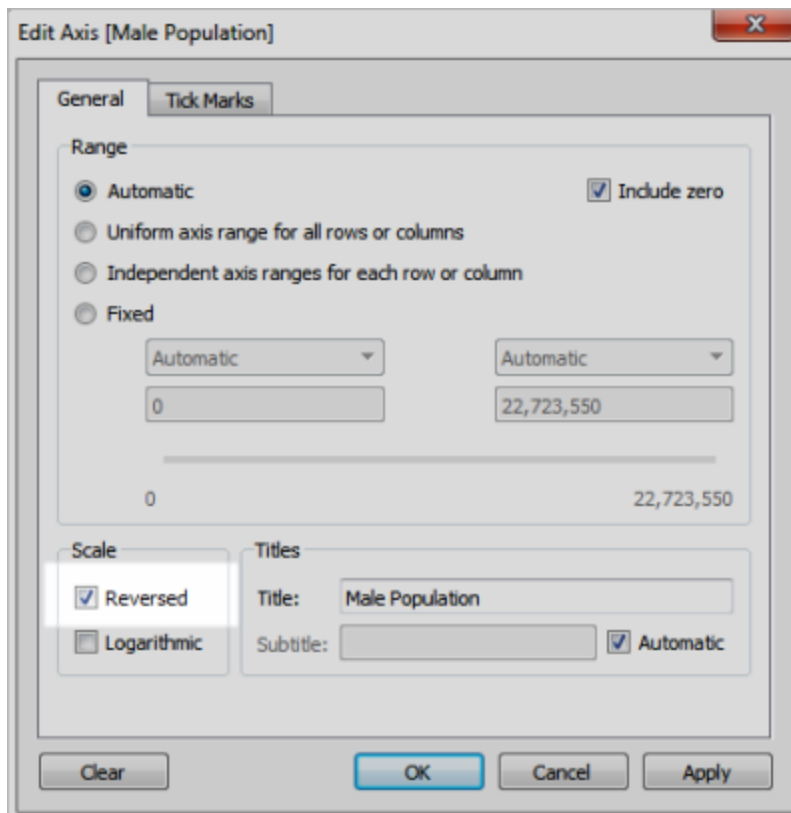 Edit Axis [Male Population]
General Tick Marks
Range
Automatic Include zero
Uniform axis range for all rows or columns
Independent axis ranges for each row or column
Fixed
Automatic Automatic
0 22,723,550
0 22,723,550
Scale Titles
Reversed Title: Male Population
Logarithmic Subtitle: Automatic
Clear OK Cancel Apply